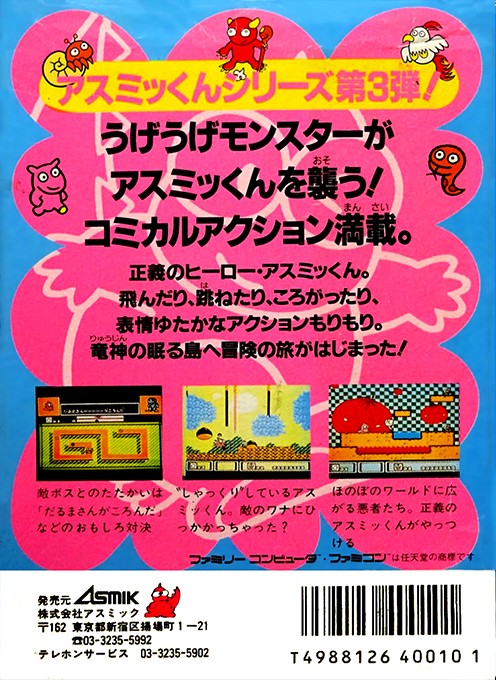 アスミッくんシリーズ第3弾!
うげうげモンスターが
アスミッくんを襲う!
おそ
コミカルアクション満載。
まん さい
正義のヒーロー・アスミッくん。
飛んだり、跳ねたり、ころがったり、
は
表情ゆたかなアクションもりもり。
竜神の眠る島へ冒険の旅がはじまった!
りゅうじん
敵ボスとのたたかいは
「だるまさんがころんだ」
などのおもしろ対決
"しゃっくり"しているアス
ミッくん。敵のワナにひ
っかかっちゃった?
ほのぼのワールドに広
がる悪者たち。正義の
アスミッくんがやっつ
ける
ファミリーコンピュータ・ファミコンは任天堂の商標です
発売元 ASMIK
株式会社アスミック
〒162 東京都新宿区揚場町1−21
☎03-3235-5992
テレホンサービス 03-3235-5902
T4988126 40010 1